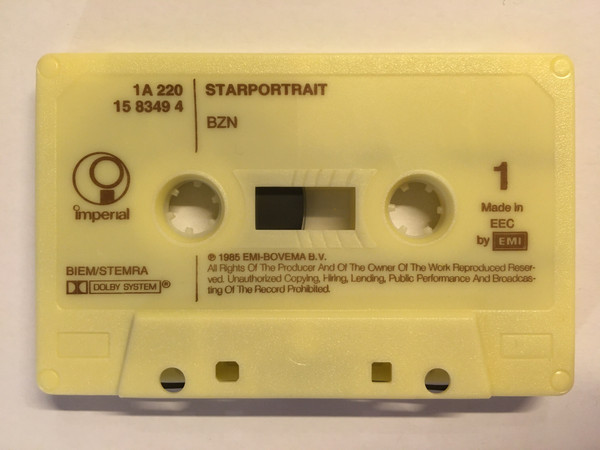 1A 220
15 8349 4
STARPORTRAIT
BZN
imperial
1
Made in
EEC
by EMI
BIEM/STEMRA
DOLBY SYSTEM®
℗ 1985 EMI-BOVEMA B.V.
All Rights Of The Producer And Of The Owner Of The Work Reproduced Reser-
ved. Unauthorized Copying, Hiring, Lending, Public Performance And Broadcas-
ting Of The Record Prohibited.